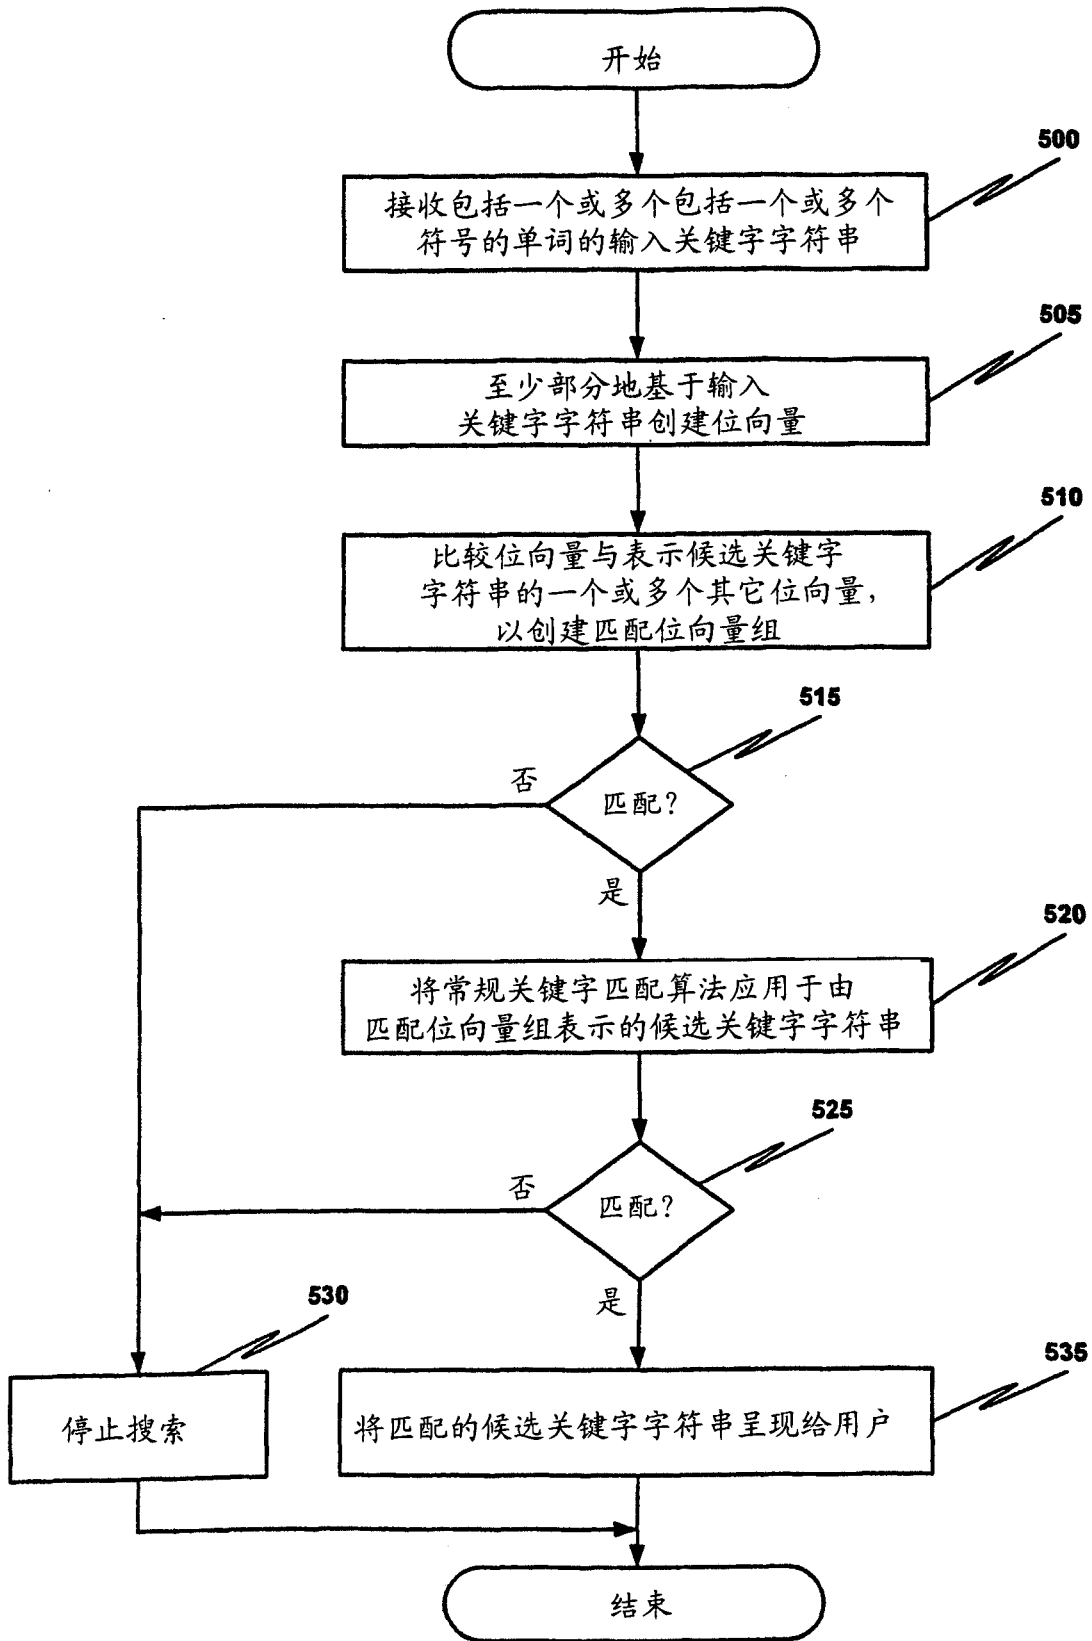 开始
500
接收包括一个或多个包括一个或多个
符号的单词的输入关键字字符串
505
至少部分地基于输入
关键字字符串创建位向量
510
比较位向量与表示候选关键字
字符串的一个或多个其它位向量，
以创建匹配位向量组
515
否
匹配？
是
520
将常规关键字匹配算法应用于由
匹配位向量组表示的候选关键字字符串
525
否
匹配？
是
530
停止搜索
535
将匹配的候选关键字字符串呈现给用户
结束